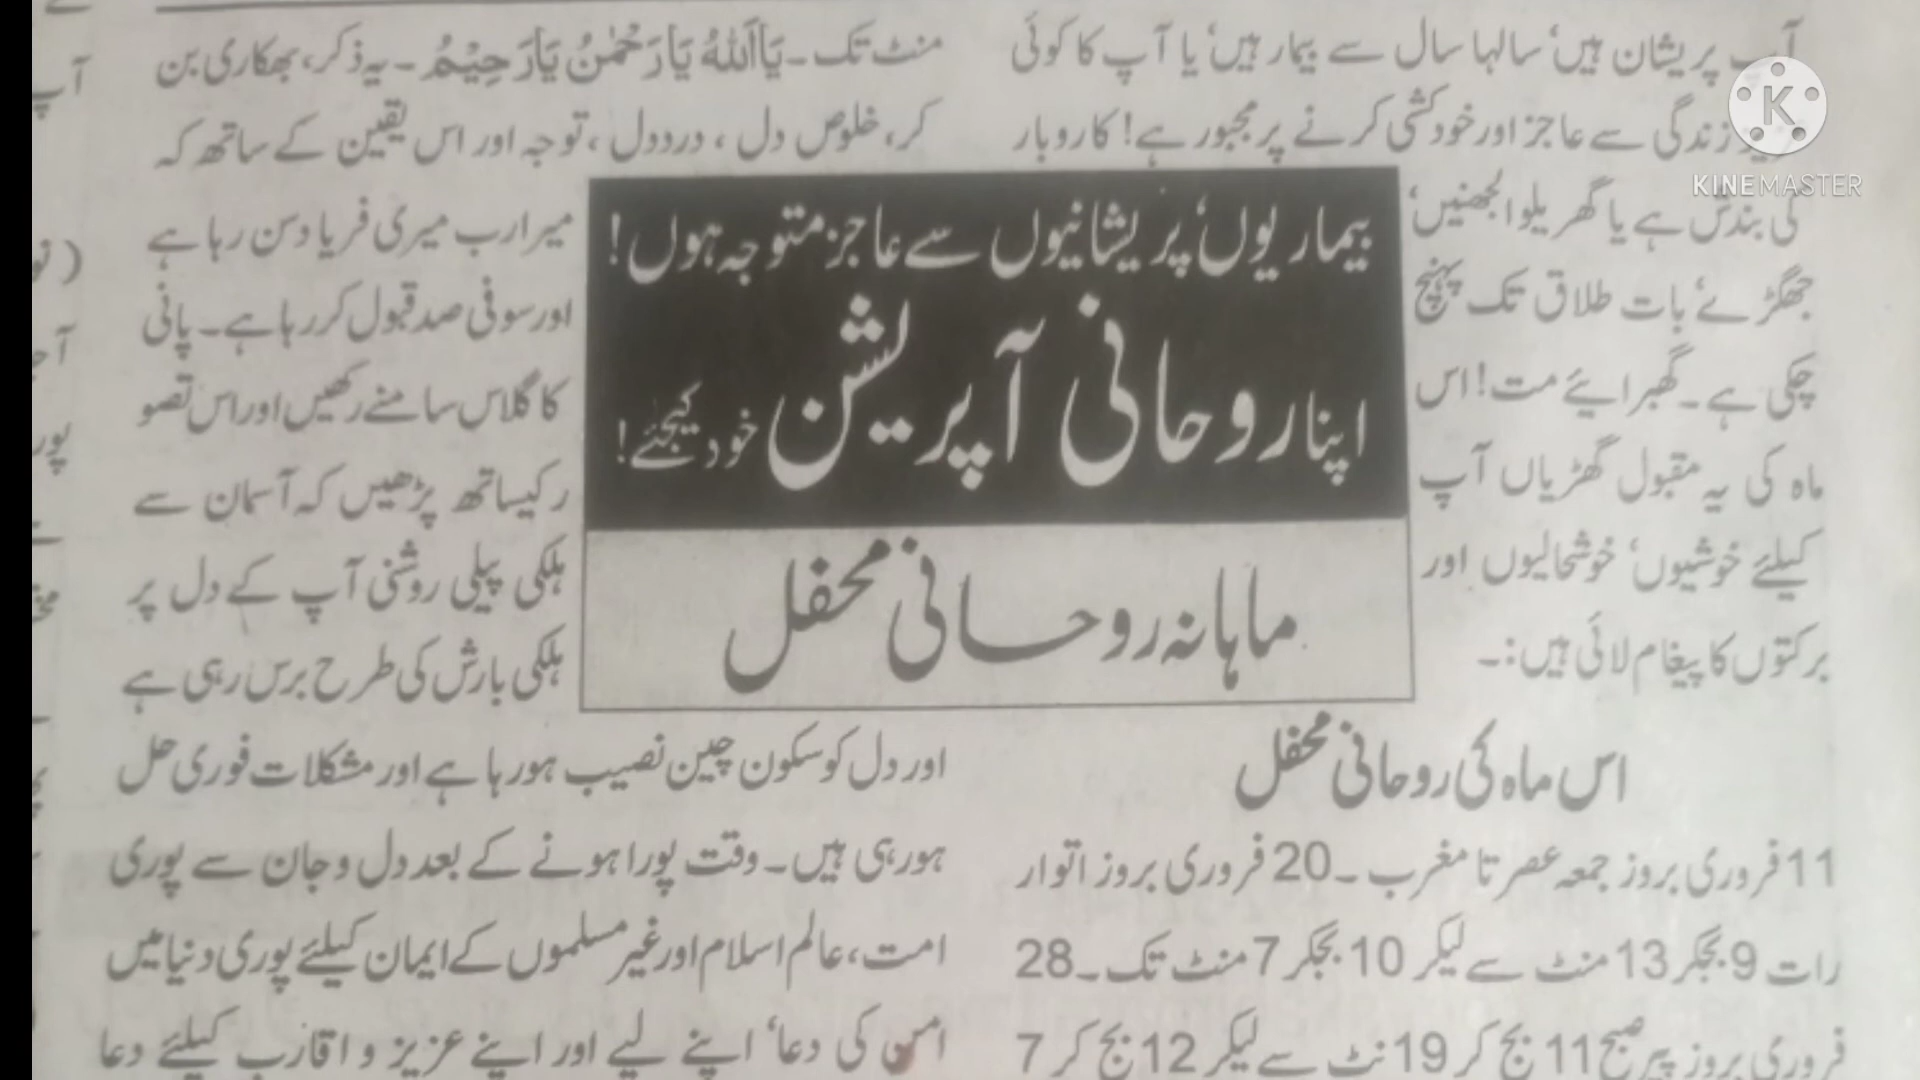 آپ پریشان ہیں‘ سالہا سال سے بیمار ہیں‘ یا آپ کا کوئی
زندگی سے عاجز اور خودکشی کرنے پر مجبور ہے! کاروبار
کی بندش ہے یا گھریلو الجھنیں‘
جھگڑے‘ بات طلاق تک پہنچ
چکی ہے۔ گھبرائیے مت! اس
ماہ کی یہ مقبول گھڑیاں آپ
کیلئے خوشیوں‘ خوشحالیوں اور
برکتوں کا پیغام لائی ہیں:۔
بیماریوں‘ پریشانیوں سے عاجز متوجہ ہوں!
اپنا روحانی آپریشن خود کیجئے!
ماہانہ روحانی محفل
اس ماہ کی روحانی محفل
11 فروری بروز جمعہ عصر تا مغرب۔ 20 فروری بروز اتوار
رات 9 بجکر 13 منٹ سے لیکر 10 بجکر 7 منٹ تک۔ 28
فروری بروز پیر صبح 11 بج کر 19 نٹ سے لیکر 12 بج کر 7
منٹ تک۔ یَااَللہُ یَارَحْمٰنُ یَارَحِیْمُ۔ یہ ذکر، بھکاری بن
کر، خلوص دل، درد دل، توجہ اور اس یقین کے ساتھ کہ
میرا رب میری فریاد سن رہا ہے
اور سو فی صد قبول کر رہا ہے۔ پانی
کا گلاس سامنے رکھیں اور اس تصو
ر کیساتھ پڑھیں کہ آسمان سے
ہلکی پیلی روشنی آپ کے دل پر
ہلکی بارش کی طرح برس رہی ہے
اور دل کو سکون چین نصیب ہو رہا ہے اور مشکلات فوری حل
ہو رہی ہیں۔ وقت پورا ہونے کے بعد دل و جان سے پوری
امت، عالم اسلام اور غیر مسلموں کے ایمان کیلئے پوری دنیا میں
امن کی دعا‘ اپنے لیے اور اپنے عزیز و اقارب کیلئے دعا
KINEMASTER